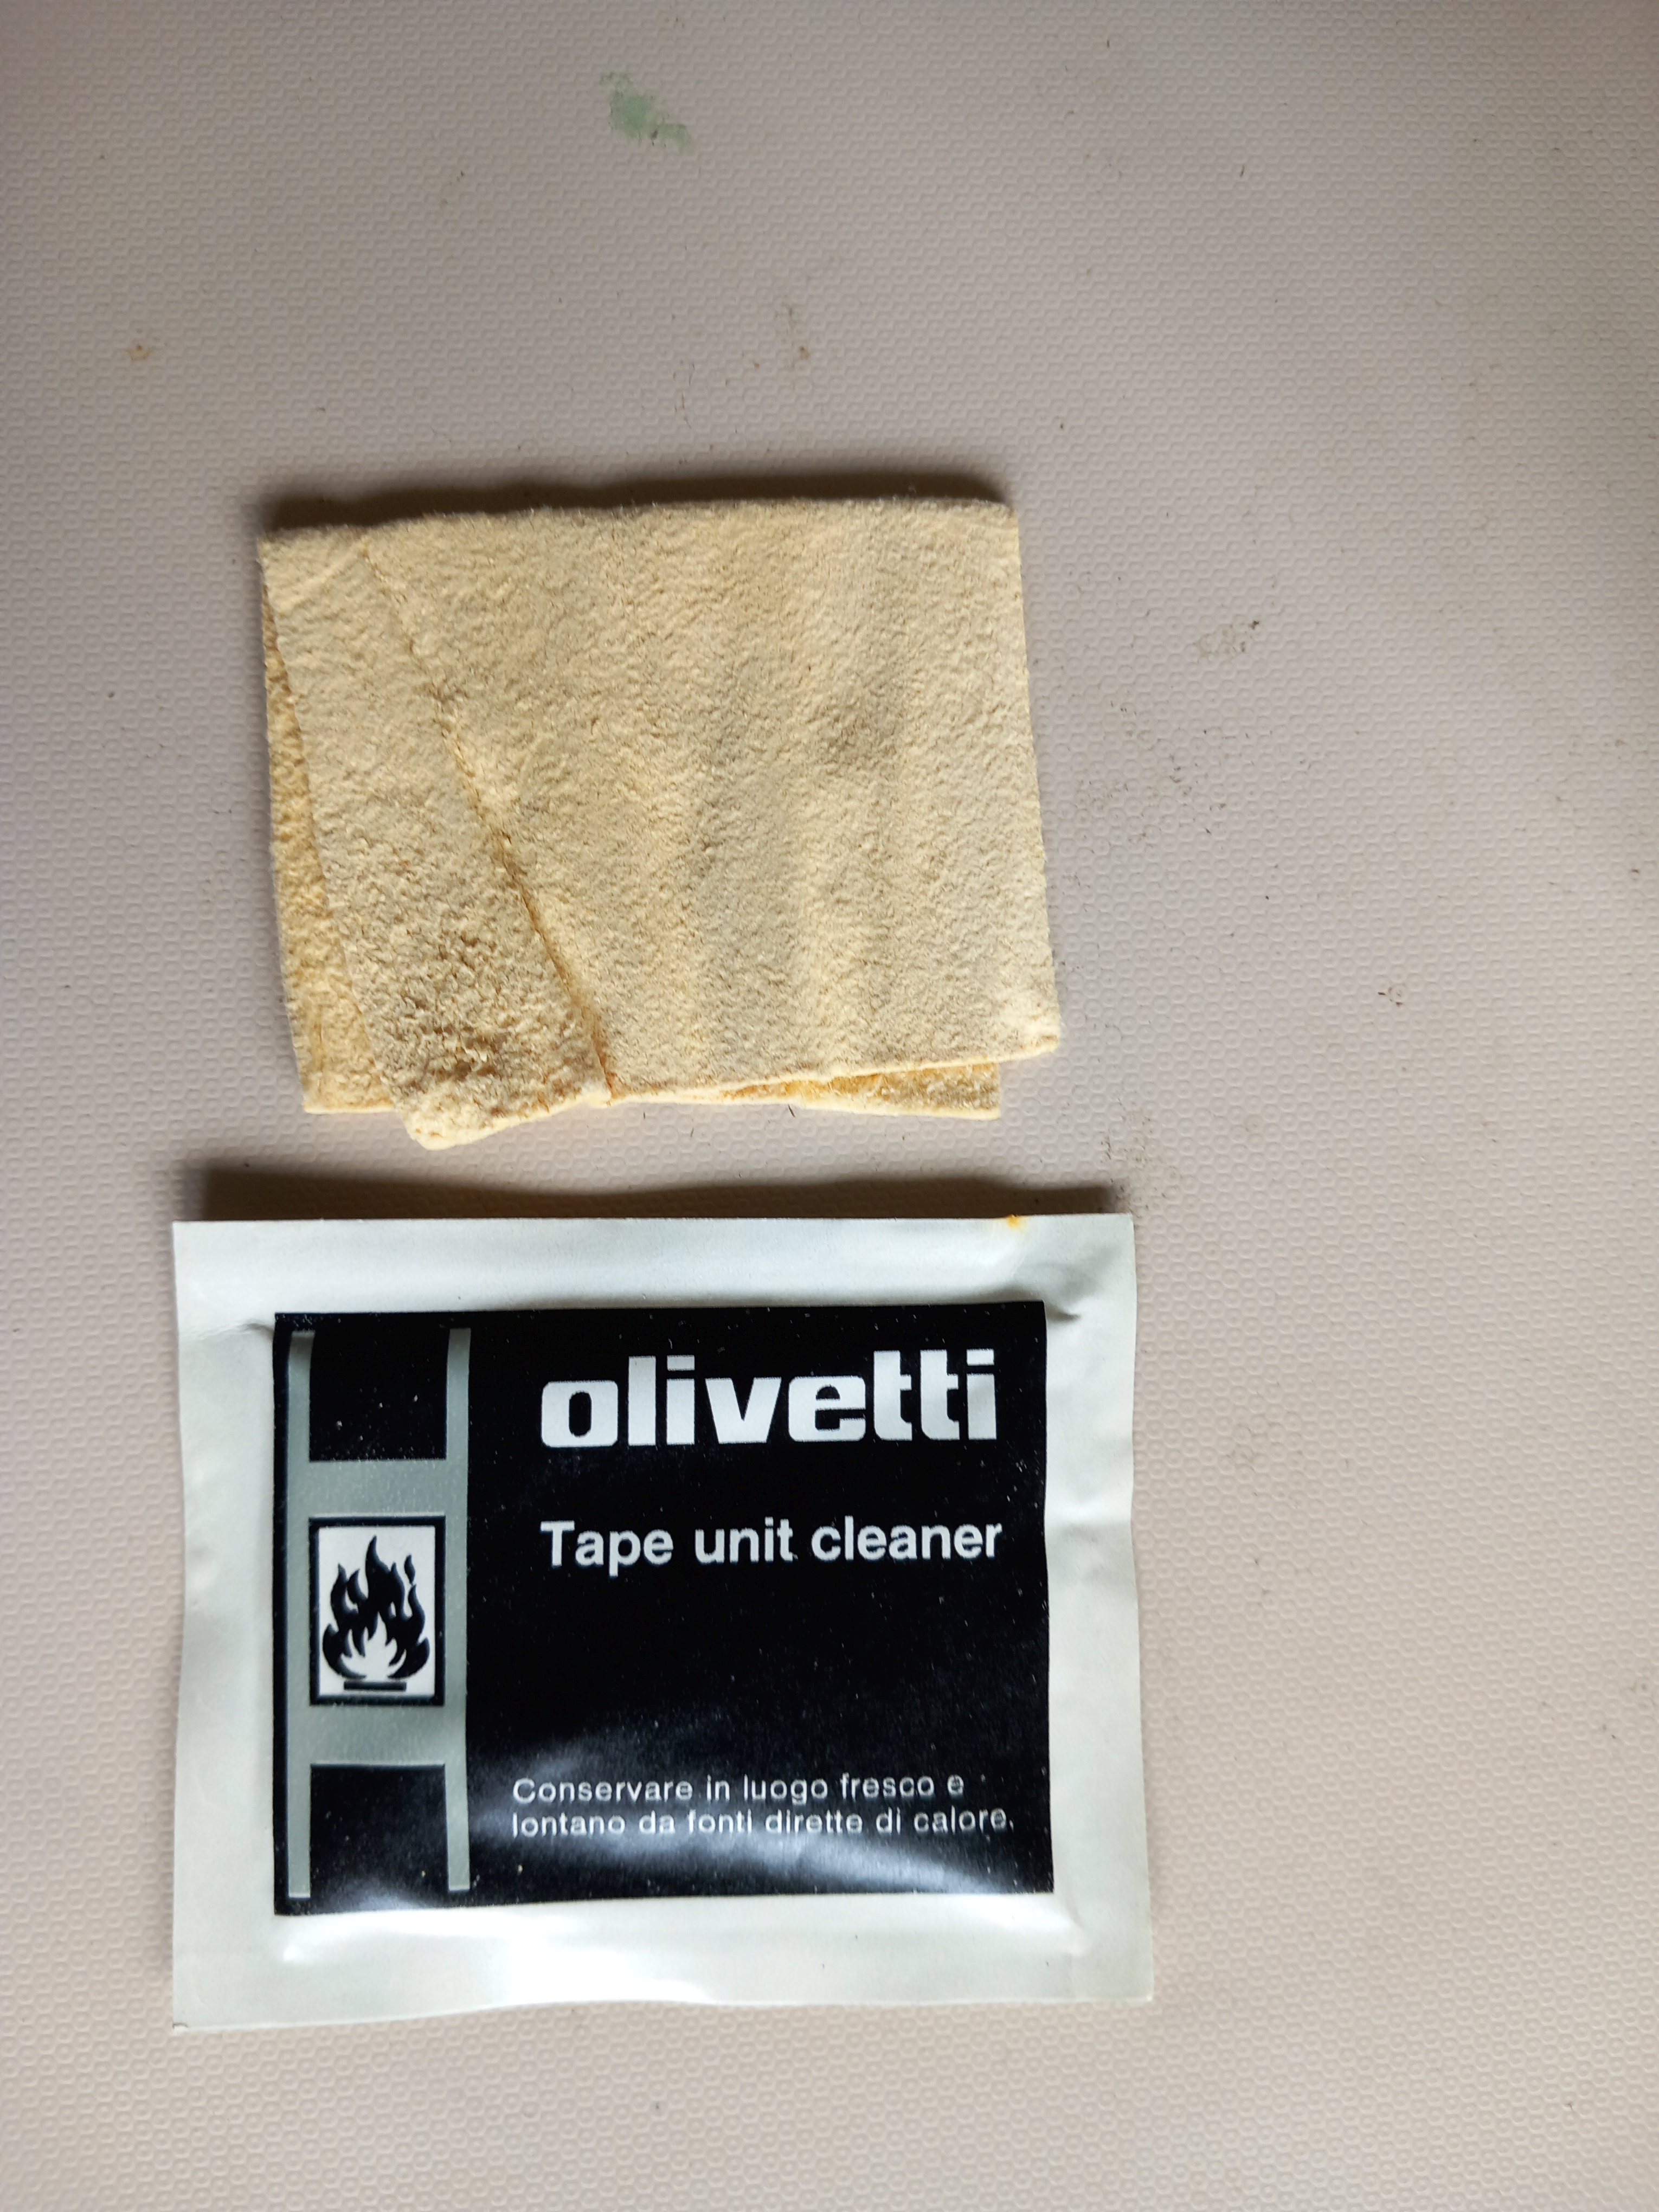 olivetti
Tape unit cleaner
Conservare in luogo fresco e
lontano da fonti dirette di calore.